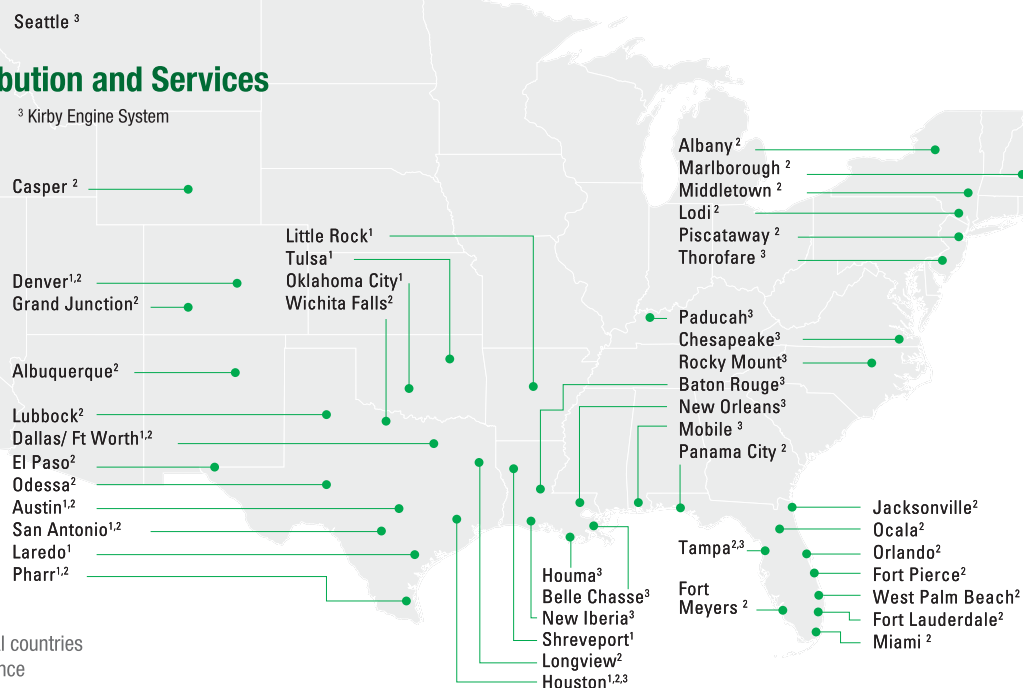 Seattle ³
bution and Services
³ Kirby Engine System
Casper ²
Denver¹,²
Grand Junction²
Albuquerque²
Lubbock²
Dallas/ Ft Worth¹,²
El Paso²
Odessa²
Austin¹,²
San Antonio¹,²
Laredo¹
Pharr¹,²
l countries
nce
Little Rock¹
Tulsa¹
Oklahoma City¹
Wichita Falls²
Albany ²
Marlborough ²
Middletown ²
Lodi ²
Piscataway ²
Thorofare ³
Paducah³
Chesapeake³
Rocky Mount³
Baton Rouge³
New Orleans³
Mobile ³
Panama City ²
Tampa²,³
Fort
Meyers ²
Houma³
Belle Chasse³
New Iberia³
Shreveport¹
Longview²
Houston¹,²,³
Jacksonville²
Ocala²
Orlando²
Fort Pierce²
West Palm Beach²
Fort Lauderdale²
Miami ²